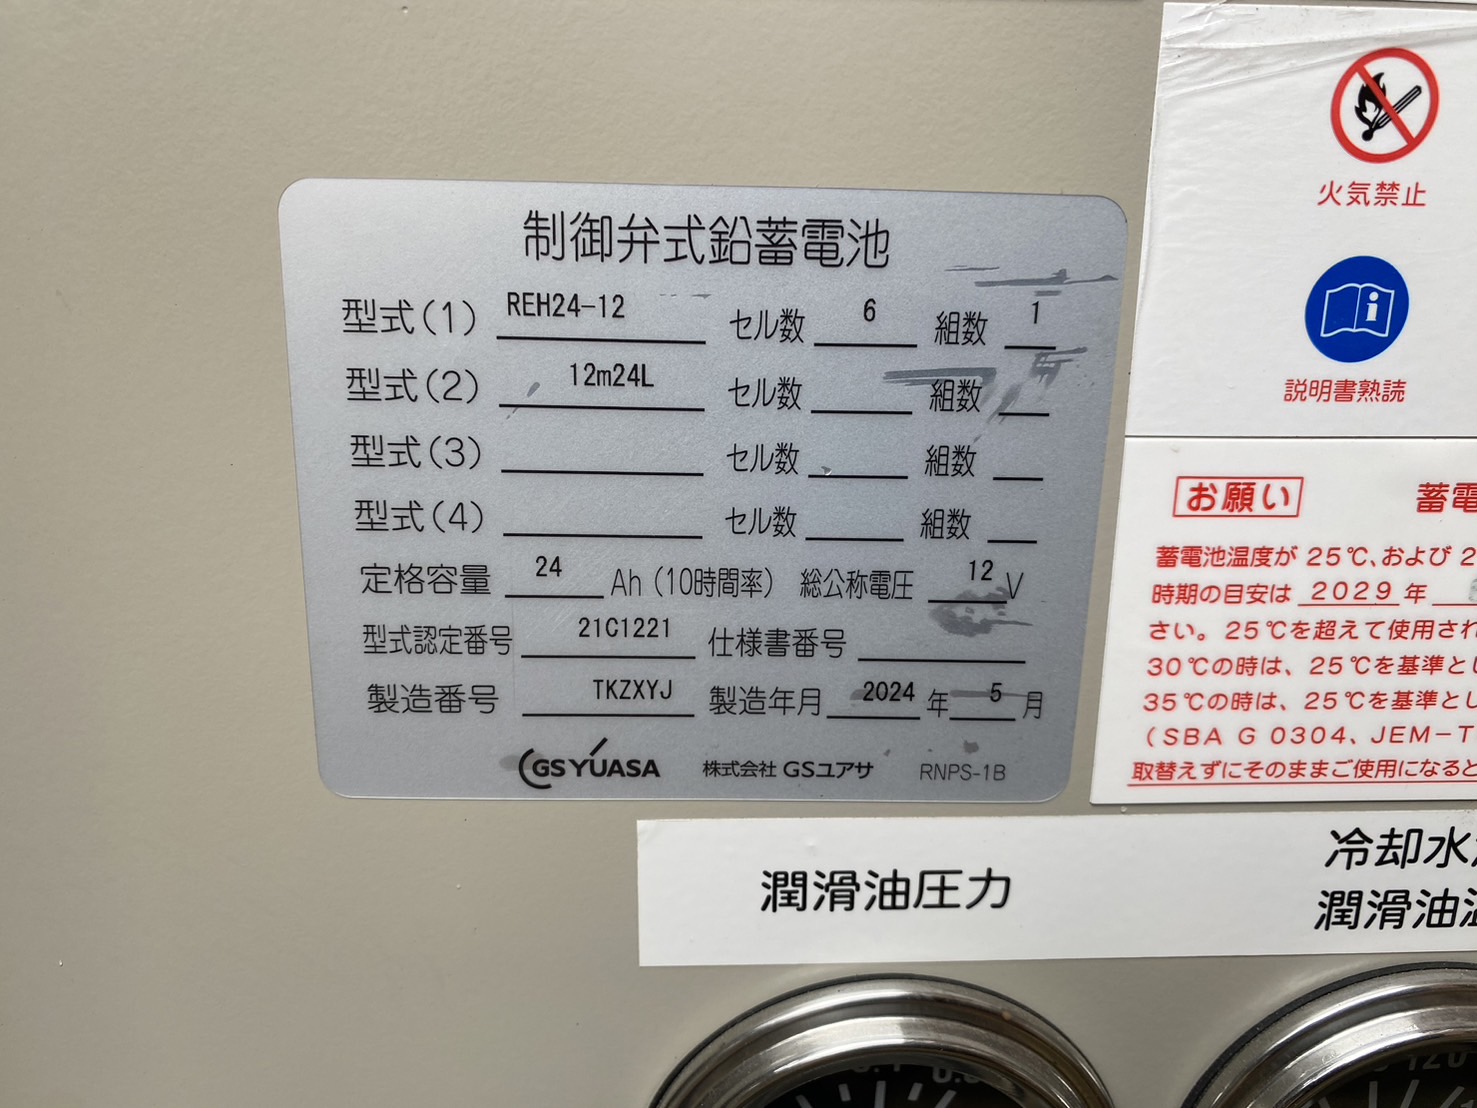 制御弁式鉛蓄電池
型式(1) REH24-12 セル数 6 組数 1
型式(2) 12m24L セル数 組数
型式(3) セル数 組数
型式(4) セル数 組数
定格容量 24 Ah (10時間率) 総公称電圧 12 V
型式認定番号 21C1221 仕様書番号
製造番号 TKZXYJ 製造年月 2024 年 5 月
GS YUASA 株式会社 GSユアサ RNPS-1B
火気禁止
説明書熟読
お願い 蓄電
蓄電池温度が 25℃、および 2
時期の目安は 2029 年
さい。25℃を超えて使用され
30℃の時は、25℃を基準とし
35℃の時は、25℃を基準とし
(SBA G 0304、JEM-T
取替えずにそのままご使用になると
潤滑油圧力
冷却水
潤滑油